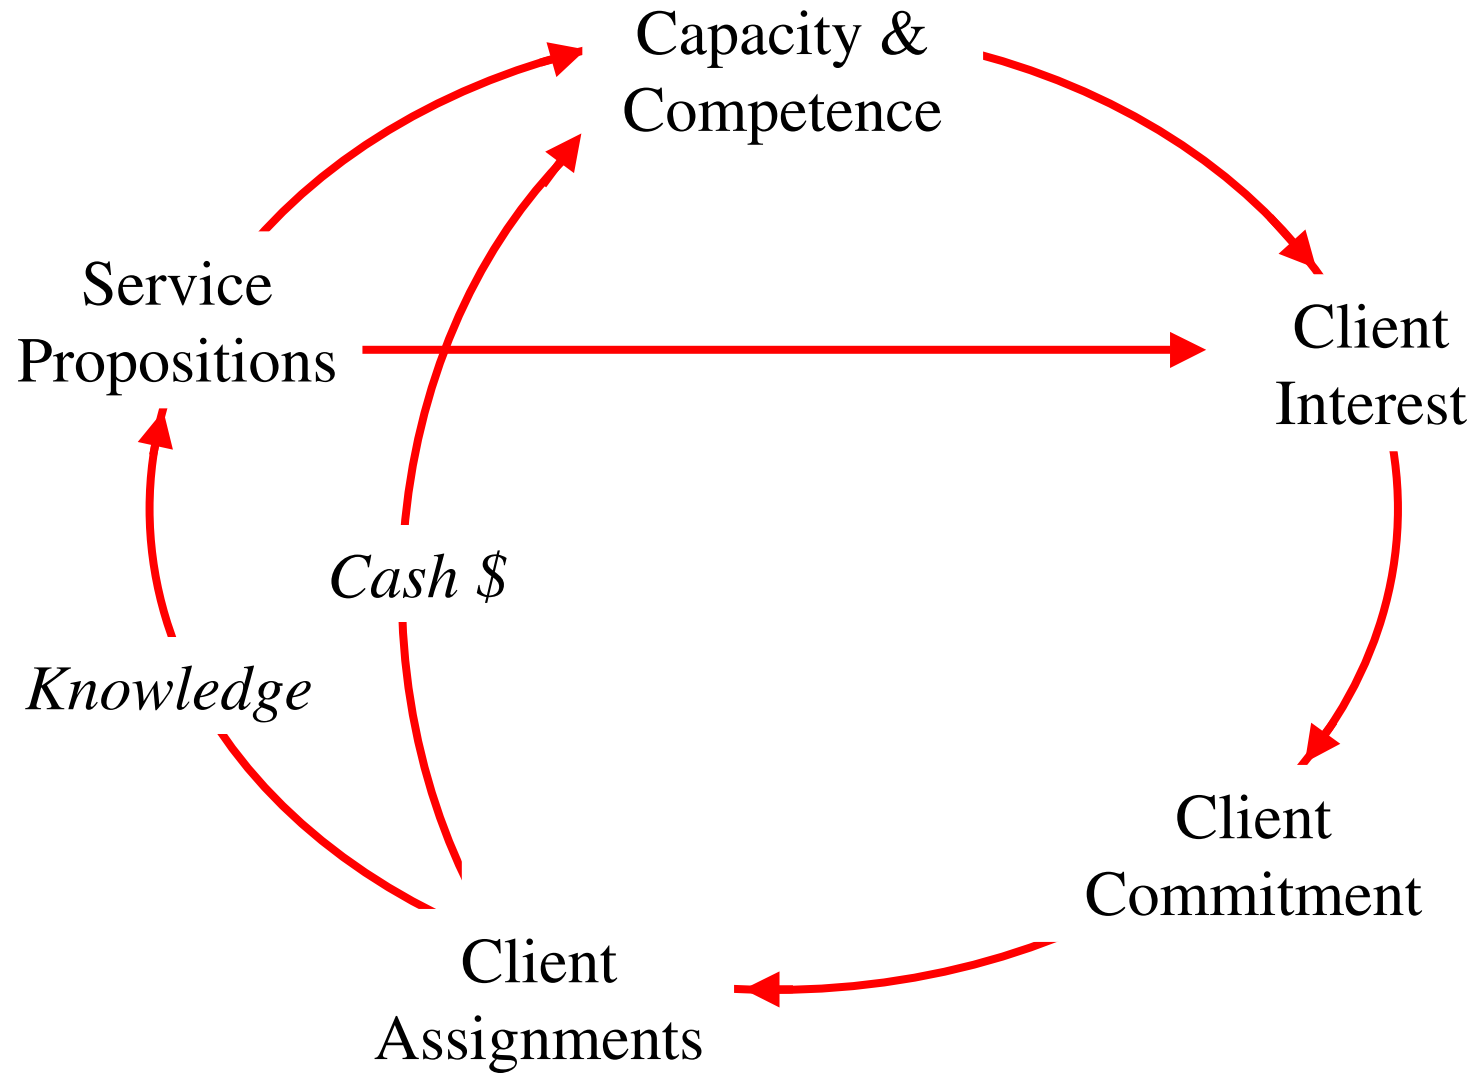 Capacity &
Competence
Service
Propositions
Client
Interest
Cash $
Knowledge
Client
Commitment
Client
Assignments